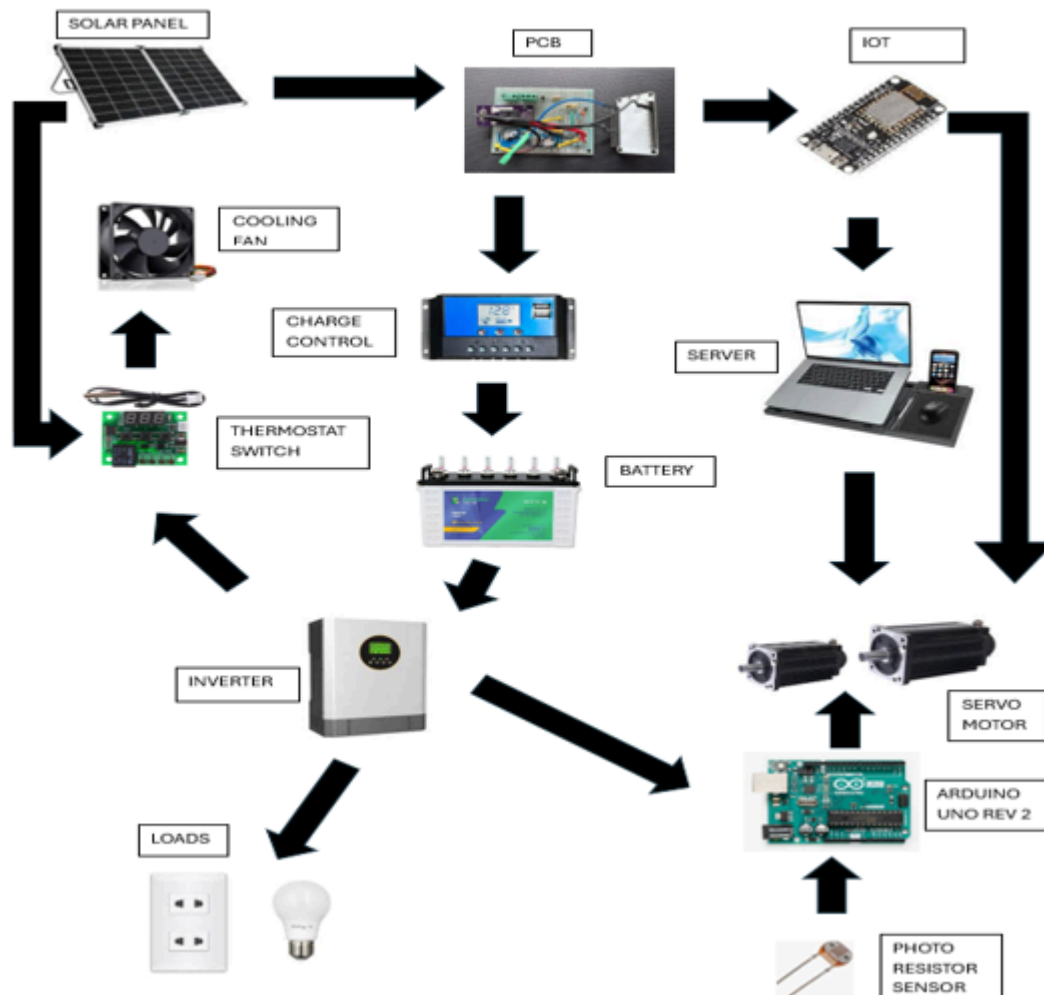 SOLAR PANEL
PCB
IOT
COOLING
FAN
CHARGE
CONTROL
SERVER
THERMOSTAT
SWITCH
BATTERY
INVERTER
SERVO
MOTOR
ARDUINO
UNO REV 2
LOADS
PHOTO
RESISTOR
SENSOR